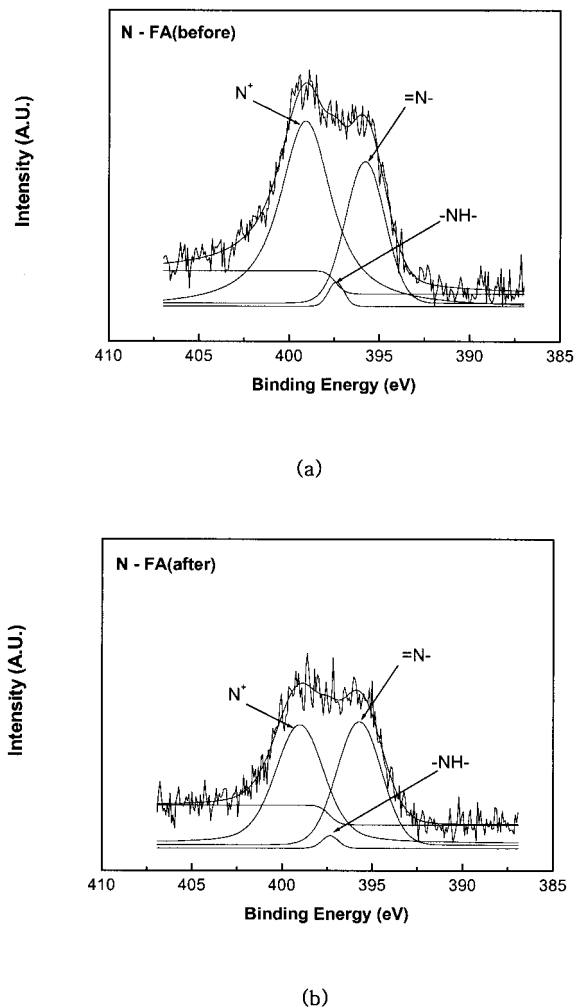 N - FA(before)
N⁺
=N-
-NH-
Intensity (A.U.)
410 405 400 395 390 385
Binding Energy (eV)
(a)
N - FA(after)
=N-
N⁺
-NH-
Intensity (A.U.)
410 405 400 395 390 385
Binding Energy (eV)
(b)